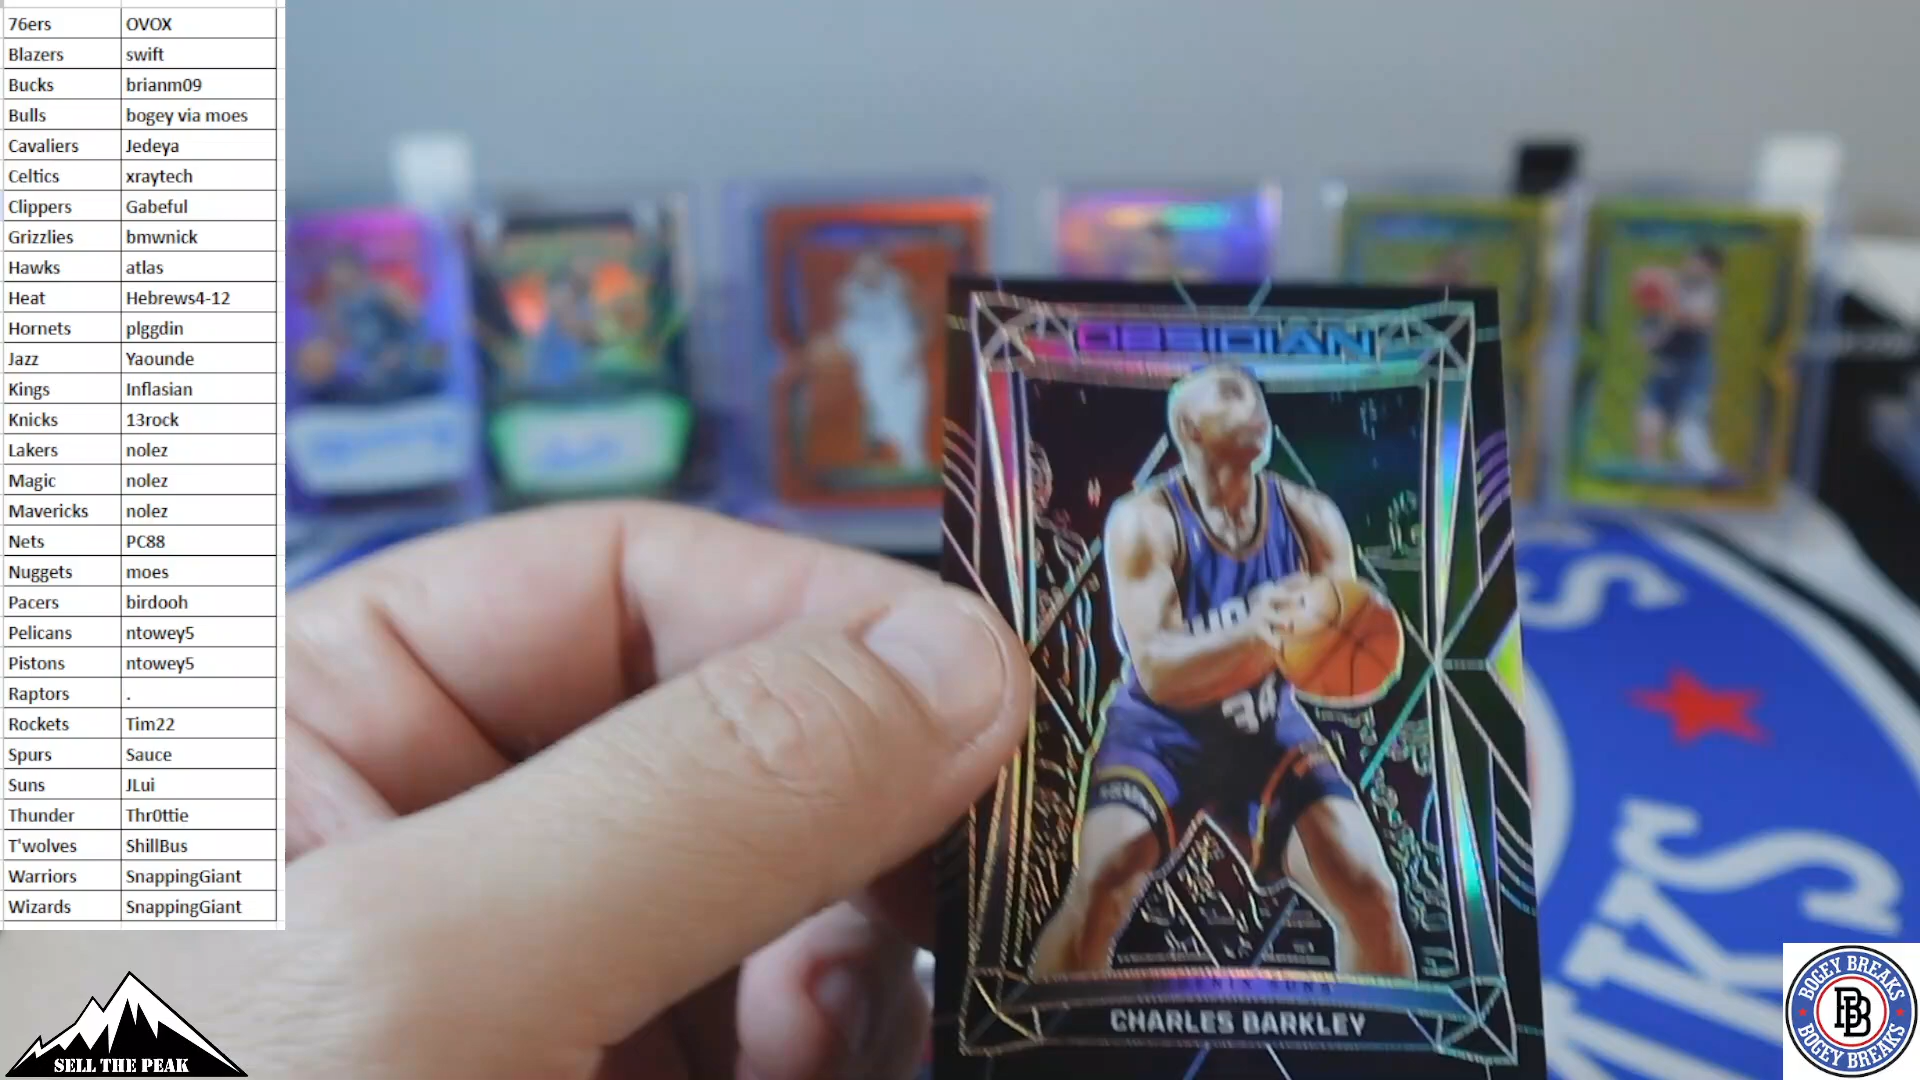 76ers OVOX
Blazers swift
Bucks brianm09
Bulls bogey via moes
Cavaliers Jedeya
Celtics xraytech
Clippers Gabeful
Grizzlies bmwnick
Hawks atlas
Heat Hebrews4-12
Hornets plggdin
Jazz Yaounde
Kings Inflasian
Knicks 13rock
Lakers nolez
Magic nolez
Mavericks nolez
Nets PC88
Nuggets moes
Pacers birdooh
Pelicans ntowey5
Pistons ntowey5
Raptors .
Rockets Tim22
Spurs Sauce
Suns JLui
Thunder Thr0ttie
T'wolves ShillBus
Warriors SnappingGiant
Wizards SnappingGiant
OBSIDIAN
34
CHARLES BARKLEY
SELL THE PEAK
BOGEY BREAKS
BB
BOGEY BREAKS